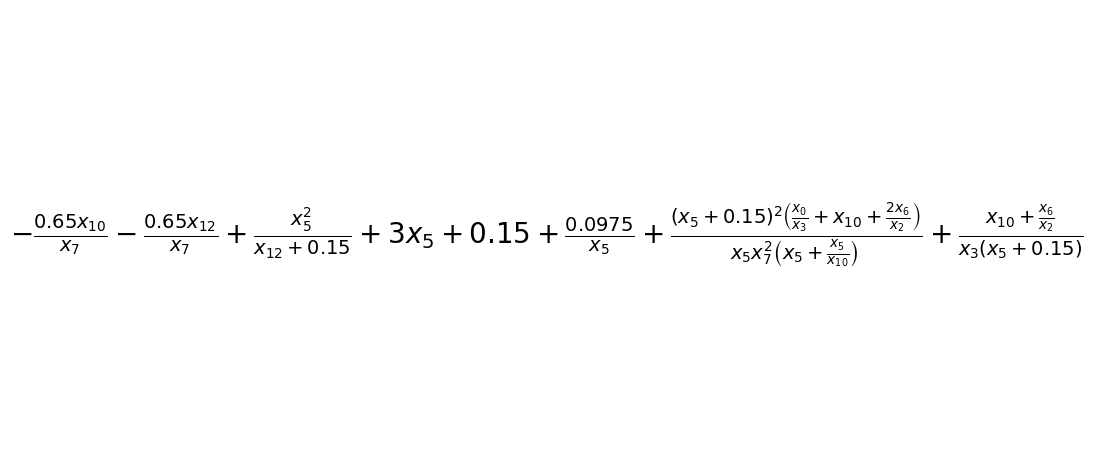 $-\frac{0.65x_{10}}{x_7} - \frac{0.65x_{12}}{x_7} + \frac{x_5^2}{x_{12}+0.15} + 3x_5 + 0.15 + \frac{0.0975}{x_5} + \frac{(x_5+0.15)^2\left(\frac{x_0}{x_3}+x_{10}+\frac{2x_6}{x_2}\right)}{x_5x_7^2\left(x_5+\frac{x_5}{x_{10}}\right)} + \frac{x_{10}+\frac{x_6}{x_2}}{x_3(x_5+0.15)}$